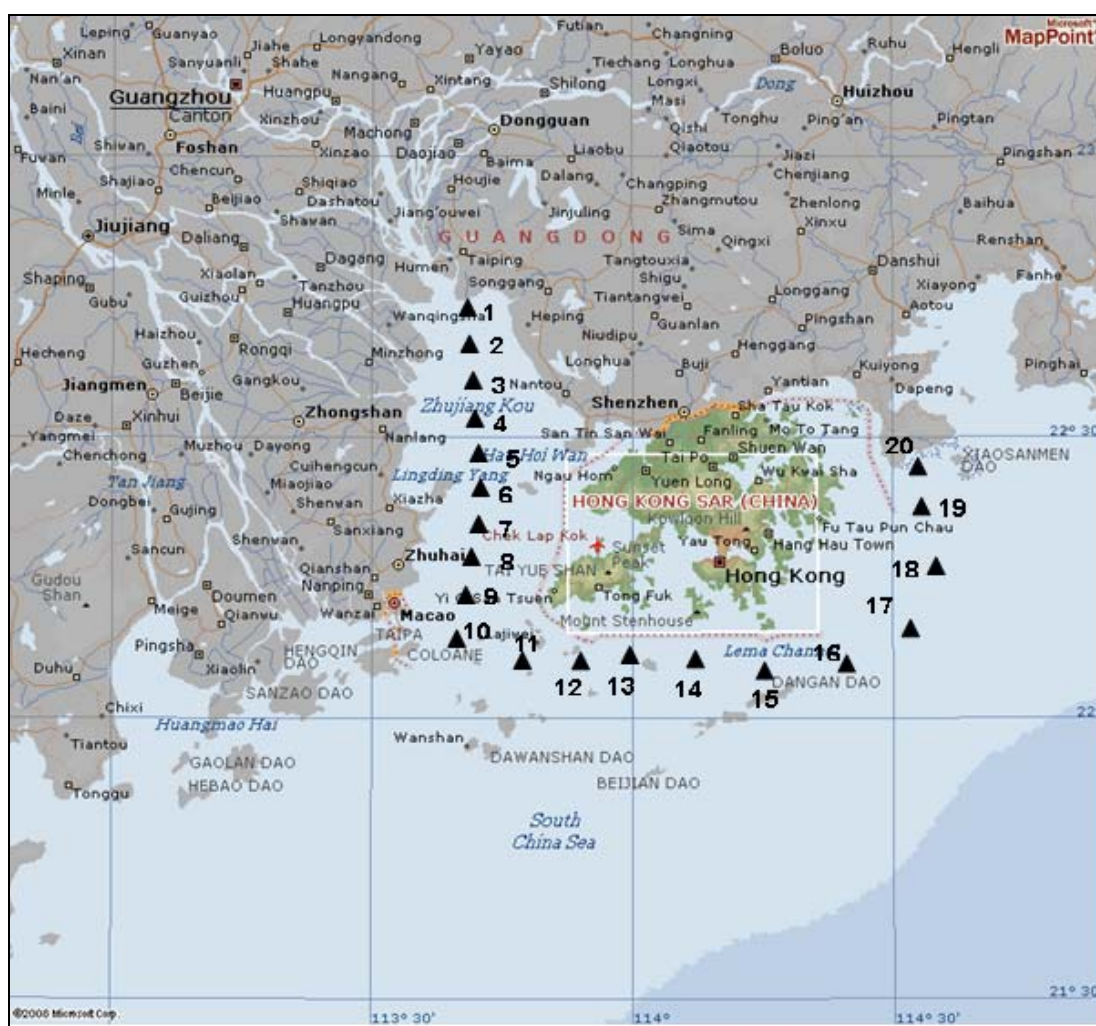 Leping
Guanyao
Jiahe
Longyandong
Futian
Changning
Microsoft
MapPoint
Xinan
Sanyuanli
Shahe
Yayao
Boluo
Ruhu
Hengli
Nan'an
Nangang
Xintang
Tiechang
Longhua
Guangzhou
Huangpu
Shilong
Longxi
Dong
Huizhou
Baini
Canton
Xinzhou
Machong
Masi
Tonghu
Ping'an
Pingtan
Bei
Foshan
Dongguan
Qishi
Fuwan
Shiwan
Xinzao
Daojiao
Baima
Liaobu
Qiaotou
Jiazi
Pingshan
23
Chencun
Houjie
Dalang
Changping
Chenjiang
Minle
Shajiao
Shiqiao
Dashatou
Beijiao
Shawan
Jiang'ouwei
Jinjuling
Zhangmutou
Zhenlong
Xinxu
Baihua
Jiujiang
Daliang
GUANGDONG
Sima
Qingxi
Renshan
Dagang
Humen
Taiping
Tangtouxia
Danshui
Shaping
Xiaolan
Tanzhou
Songgang
Shigu
Xiayong
Fanhe
Gubu
Guizhou
Huangpu
Tiantangwei
Longgang
Aotou
1
Haizhou
Wanqingsha
Heping
Guanlan
Pingshan
Niudipu
2
Hecheng
Guzhen
Rongqi
Minzhong
Longhua
Henggang
Buji
Kuiyong
Pinghai
Jiangmen
Beijie
Gangkou
3
Nantou
Yantian
Dapeng
Daze
Xinhui
Zhongshan
Zhujiang Kou
Shenzhen
Sha Tau Kok
4
Yangmei
Muzhou
Dayong
Nanlang
San Tin San Wai
Fanling
Mo To Tang
22° 30
Chenchong
Cuihengcun
Hau Hoi Wan
5
Tai Po
Shuen Wan
20
XIAOSANMEN
DAO
Tan Jiang
Miaojiao
Lingding Yang
Ngau Hom
Yuen Long
Wu Kwai Sha
Dongbei
Gujing
Shenwan
Xiazha
6
HONG KONG SAR (CHINA)
19
Sanxiang
7
Kowloon Hill
Fu Tau Pun Chau
Sancun
Shenwan
Chek Lap Kok
Sunset
Peak
Yau Tong
Hang Hau Town
Zhuhai
8
TAI YUE SHAN
18
Gudou
Shan
Qianshan
Nanping
Hong Kong
Doumen
9
Yi O San Tsuen
Tong Fuk
17
Meige
Qianwu
Wanzai
Macao
Mount Stenhouse
Pingsha
TAIPA
10
Lajiwei
HENGQIN
DAO
COLOANE
11
Lema Chann
16
Duhu
Xiaolin
12
13
14
15
DANGAN DAO
SANZAO DAO
Chixi
Huangmao Hai
22
Tiantou
Wanshan
DAWANSHAN DAO
GAOLAN DAO
Tonggu
HEBAO DAO
BEIJIAN DAO
South
China Sea
21° 30
©2006 Microsoft Corp.
113° 30'
114°
114° 30'